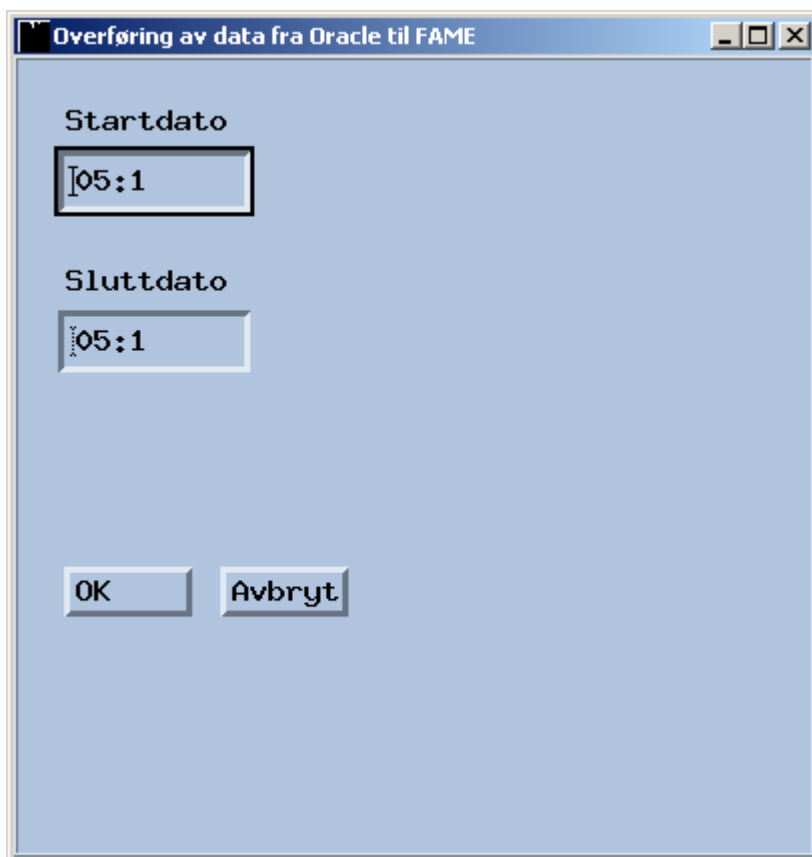 Overføring av data fra Oracle til FAME
Startdato
05:1
Sluttdato
05:1
OK Avbryt